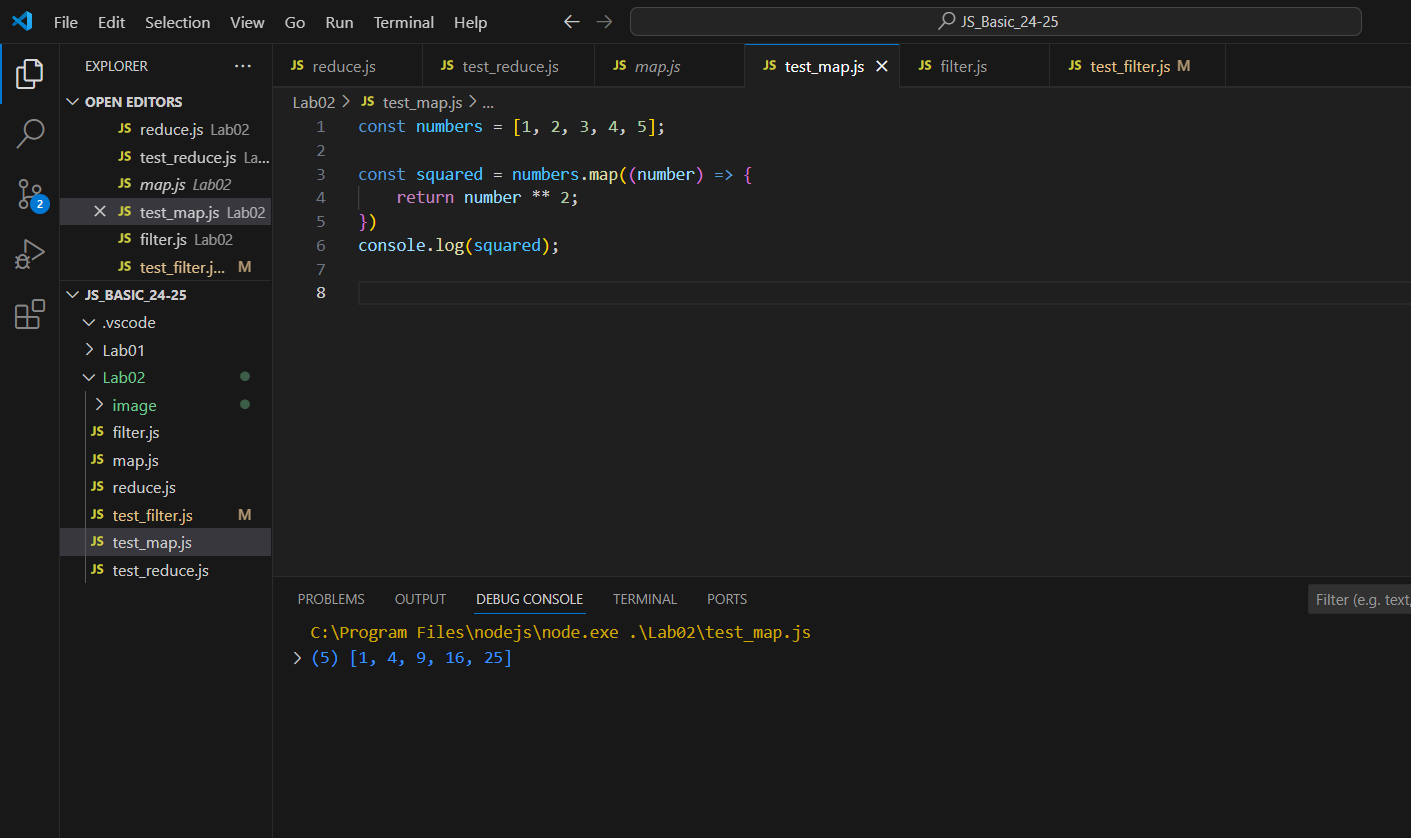 File Edit Selection View Go Run Terminal Help
JS_Basic_24-25
EXPLORER
OPEN EDITORS
JS reduce.js Lab02
JS test_reduce.js La...
JS map.js Lab02
JS test_map.js Lab02
JS filter.js Lab02
JS test_filter.j... M
JS_BASIC_24-25
.vscode
Lab01
Lab02
image
JS filter.js
JS map.js
JS reduce.js
JS test_filter.js M
JS test_map.js
JS test_reduce.js
2
JS reduce.js JS test_reduce.js JS map.js JS test_map.js JS filter.js JS test_filter.js M
Lab02 > JS test_map.js > ...
1 const numbers = [1, 2, 3, 4, 5];
2
3 const squared = numbers.map((number) => {
4     return number ** 2;
5 })
6 console.log(squared);
7
8
PROBLEMS OUTPUT DEBUG CONSOLE TERMINAL PORTS
Filter (e.g. text,
C:\Program Files\nodejs\node.exe .\Lab02\test_map.js
> (5) [1, 4, 9, 16, 25]